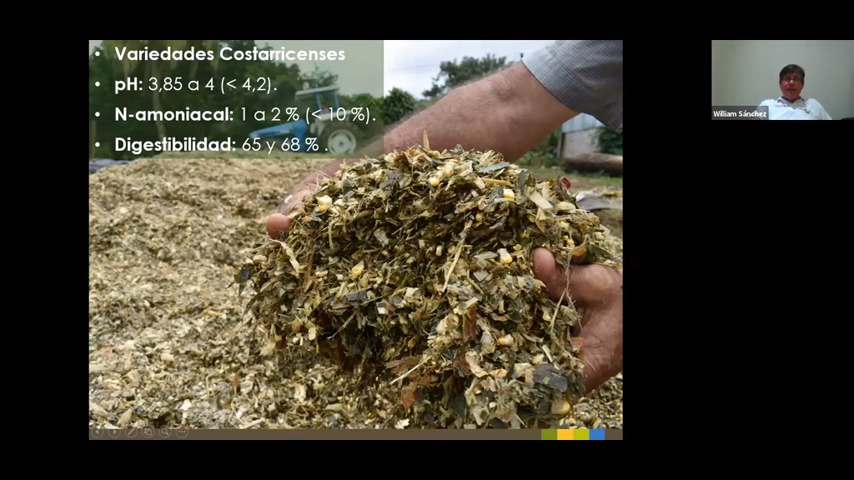 • Variedades Costarricenses
• pH: 3,85 a 4 (< 4,2).
• N-amoniacal: 1 a 2 % (< 10 %).
• Digestibilidad: 65 y 68 % .
William Sánchez